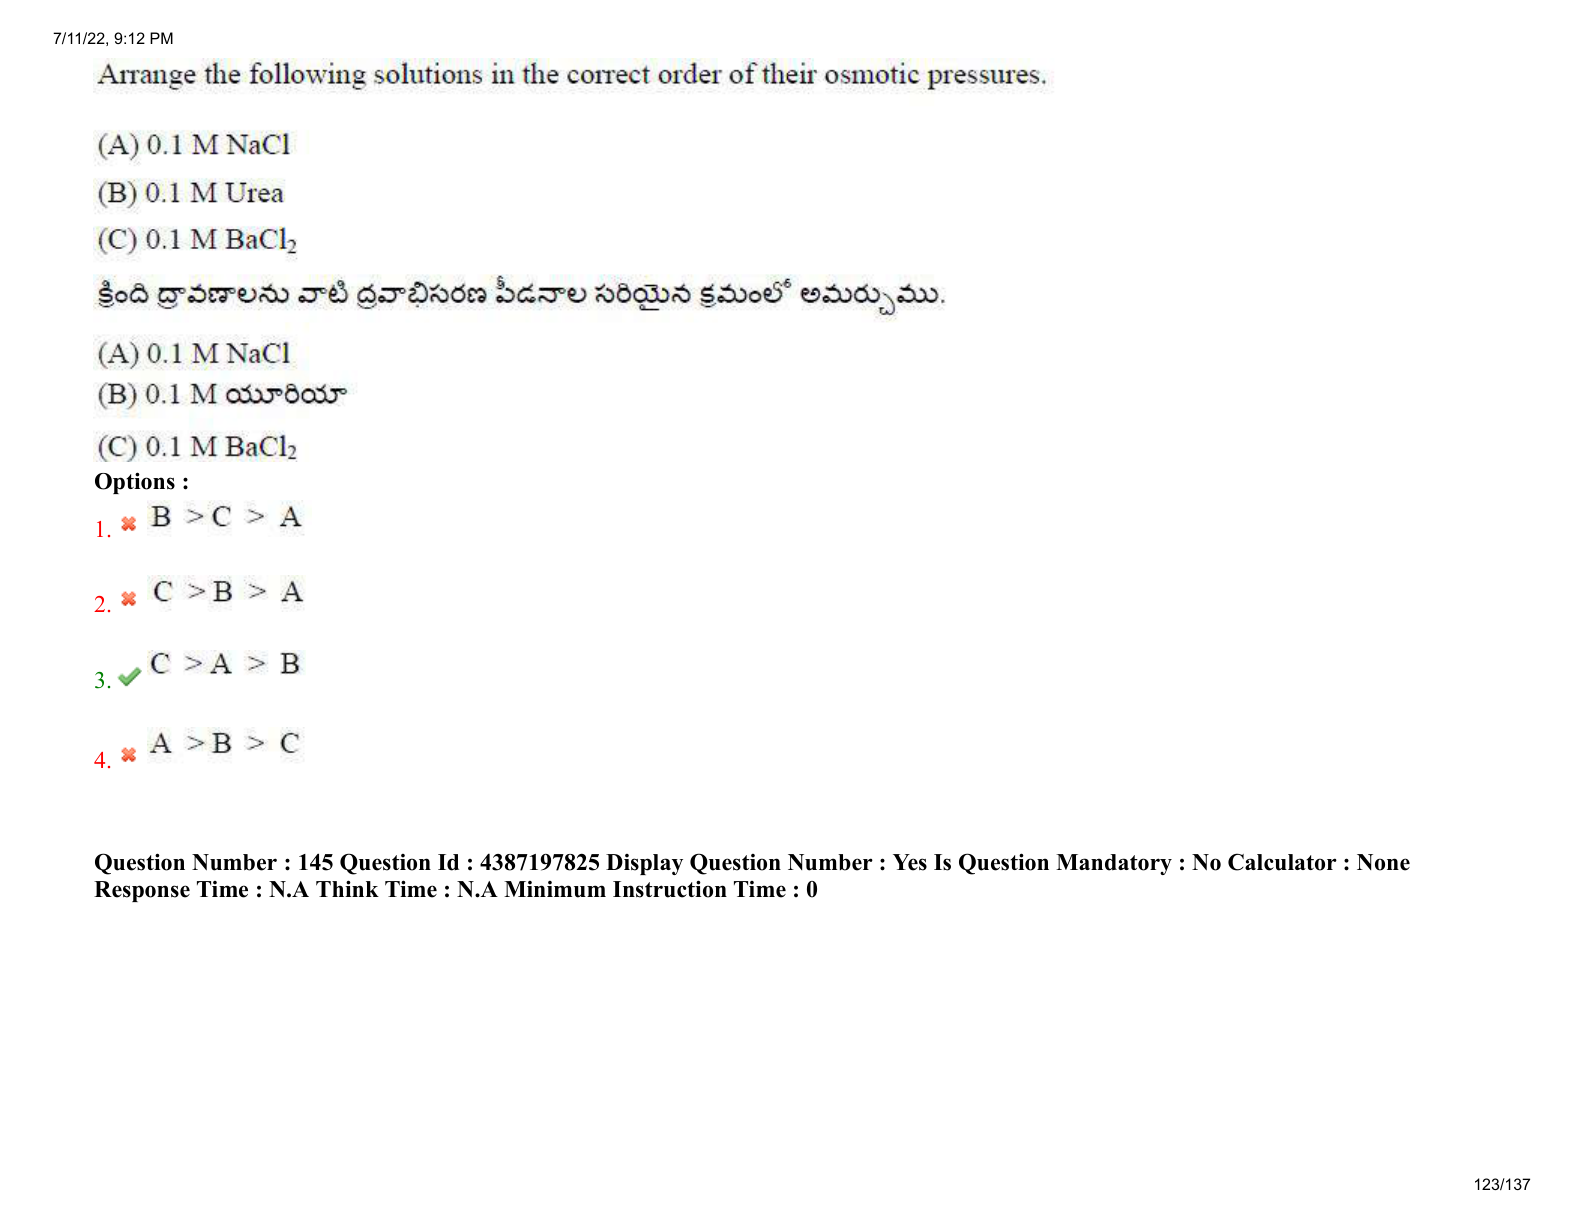 7/11/22, 9:12 PM
Arrange the following solutions in the correct order of their osmotic pressures.
(A) 0.1 M NaCl
(B) 0.1 M Urea
(C) 0.1 M BaCl₂
క్రింది ద్రావణాలను వాటి ద్రవాభిసరణ పీడనాల సరియైన క్రమంలో అమర్చుము.
(A) 0.1 M NaCl
(B) 0.1 M యూరియా
(C) 0.1 M BaCl₂
Options :
1. ✖ B > C > A
2. ✖ C > B > A
3. ✔ C > A > B
4. ✖ A > B > C
Question Number : 145 Question Id : 4387197825 Display Question Number : Yes Is Question Mandatory : No Calculator : None
Response Time : N.A Think Time : N.A Minimum Instruction Time : 0
123/137